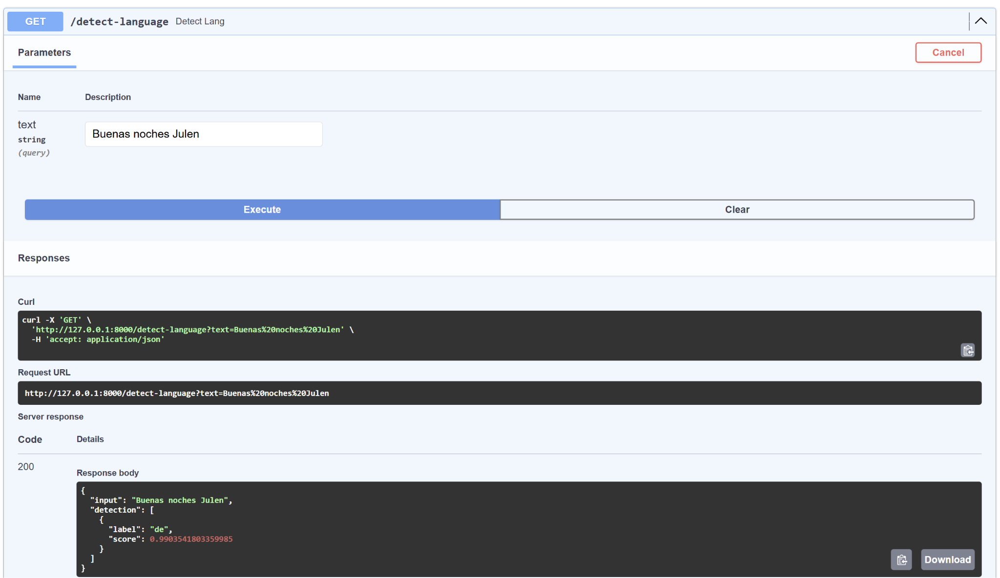 GET /detect-language Detect Lang
Parameters
Cancel
Name Description
text
string
(query)
Buenas noches Julen
Execute
Clear
Responses
Curl
curl -X 'GET' \
  'http://127.0.0.1:8000/detect-language?text=Buenas%20noches%20Julen' \
  -H 'accept: application/json'
Request URL
http://127.0.0.1:8000/detect-language?text=Buenas%20noches%20Julen
Server response
Code Details
200
Response body
{
  "input": "Buenas noches Julen",
  "detection": [
    {
      "label": "de",
      "score": 0.9903541803359985
    }
  ]
}
Download